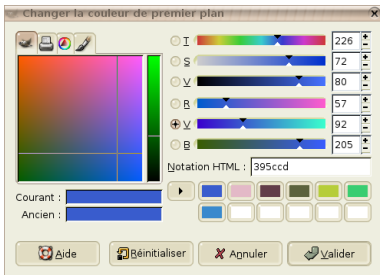 Changer la couleur de premier plan
T 226
S 72
V 80
R 57
V 92
B 205
Notation HTML : 395ccd
Courant :
Ancien :
Aide Réinitialiser Annuler Valider